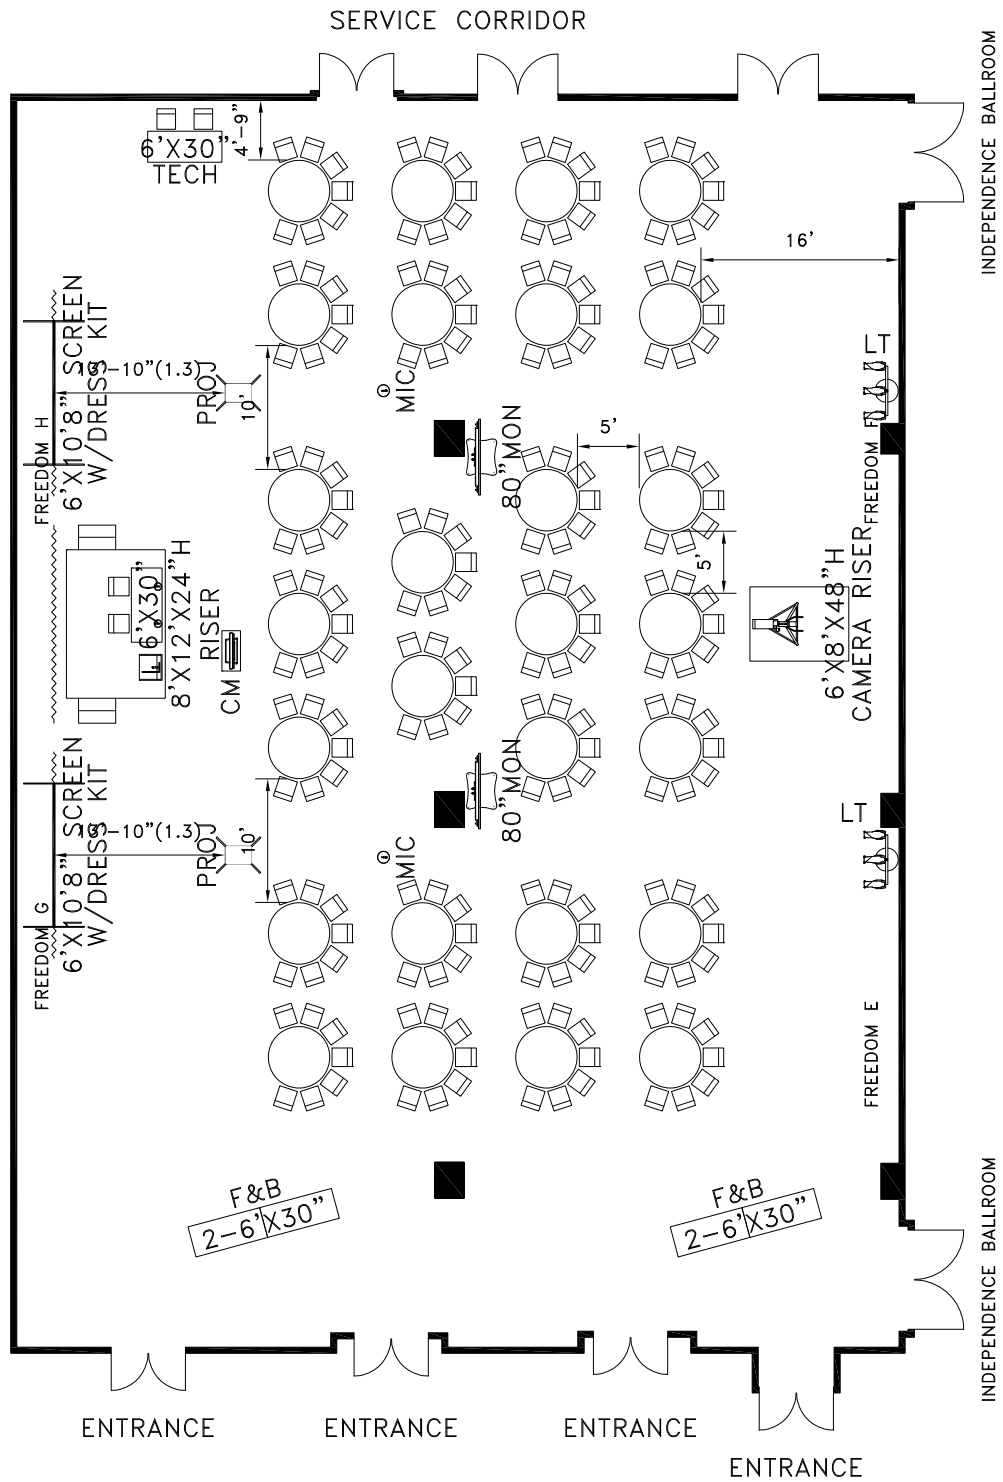 SERVICE CORRIDOR
INDEPENDENCE BALLROOM
6'X30"
TECH
4'-9"
16'
6'X10'8" SCREEN
W/DRESS KIT
13'-10"(1.3)
PROJ
10'
MIC
LT
FREEDOM H
80"MON
5'
FREEDOM F
5'
6'X30"
8'X12'X24"H
RISER
CM
6'X8'X48"H
CAMERA RISER
6'X10'8" SCREEN
W/DRESS KIT
13'-10"(1.3)
PROJ
10'
MIC
80"MON
LT
FREEDOM G
FREEDOM E
F&B
2-6'X30"
F&B
2-6'X30"
INDEPENDENCE BALLROOM
ENTRANCE
ENTRANCE
ENTRANCE
ENTRANCE